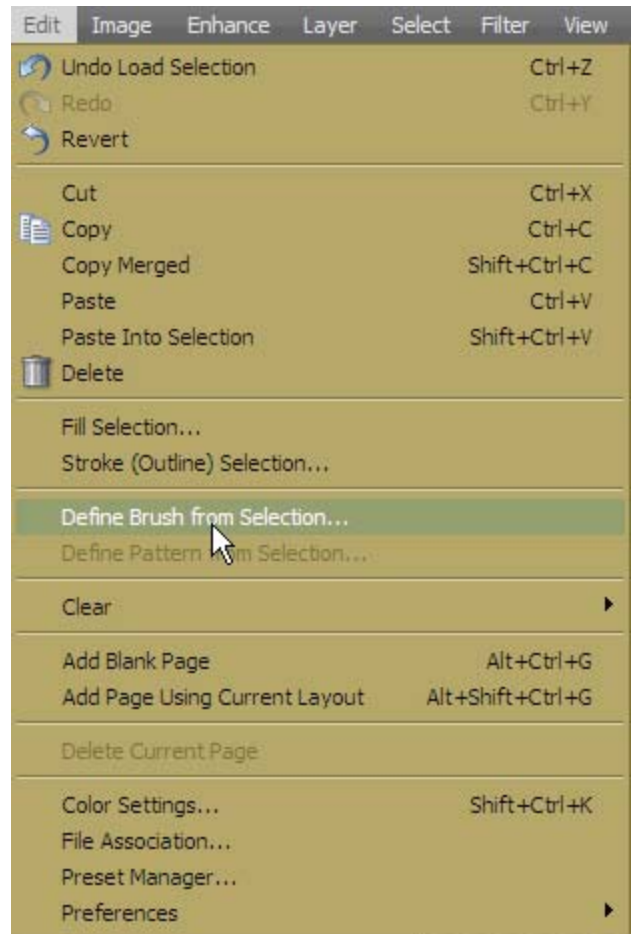 Edit Image Enhance Layer Select Filter View
Undo Load Selection Ctrl+Z
Redo Ctrl+Y
Revert
Cut Ctrl+X
Copy Ctrl+C
Copy Merged Shift+Ctrl+C
Paste Ctrl+V
Paste Into Selection Shift+Ctrl+V
Delete
Fill Selection...
Stroke (Outline) Selection...
Define Brush from Selection...
Define Pattern from Selection...
Clear
Add Blank Page Alt+Ctrl+G
Add Page Using Current Layout Alt+Shift+Ctrl+G
Delete Current Page
Color Settings... Shift+Ctrl+K
File Association...
Preset Manager...
Preferences